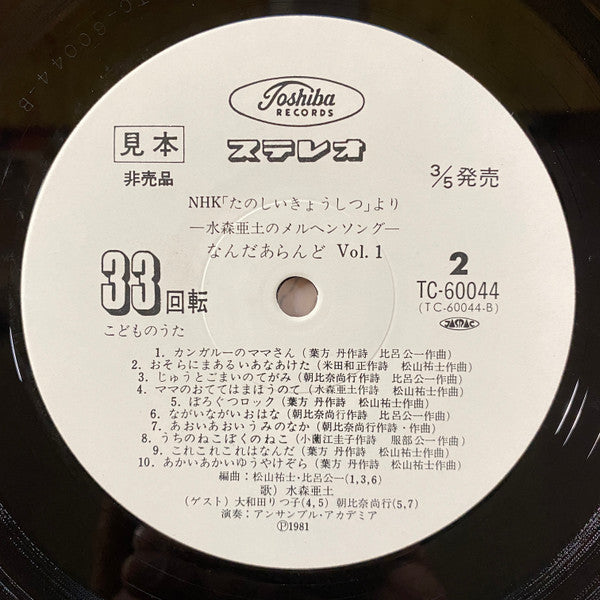 TC-60044-B
Toshiba
RECORDS
見本
非売品
ステレオ
3/5発売
NHK「たのしいきょうしつ」より
―水森亜土のメルヘンソング―
なんだあらんど Vol.1
33回転
2
TC-60044
(TC-60044-B)
JASRAC
こどものうた
1. カンガルーのママさん(葉方 丹作詩 比呂公一作曲)
2. おそらにまあるいあなあけた(米田和正作詩 松山祐士作曲)
3. じゅうとごまいのてがみ(朝比奈尚行作詩 比呂公一作曲)
4. ママのおててはまほうのて(水森亜土作詩 松山祐士作曲)
5. ぼろぐつロック(葉方 丹作詩 松山祐士作曲)
6. ながいながいおはな(朝比奈尚行作詩 比呂公一作曲)
7. あおいあおいうみのなか(朝比奈尚行作詩・作曲)
8. うちのねこぼくのねこ(小薗江圭子作詩 服部公一作曲)
9. これこれこれはなんだ(葉方 丹作詩 松山祐士作曲)
10. あかいあかいゆうやけぞら(葉方 丹作詩 松山祐士作曲)
編曲:松山祐士・比呂公一(1,3,6)
歌)水森亜土
(ゲスト)大和田りつ子(4,5) 朝比奈尚行(5,7)
演奏:アンサンブル・アカデミア
Ⓟ1981